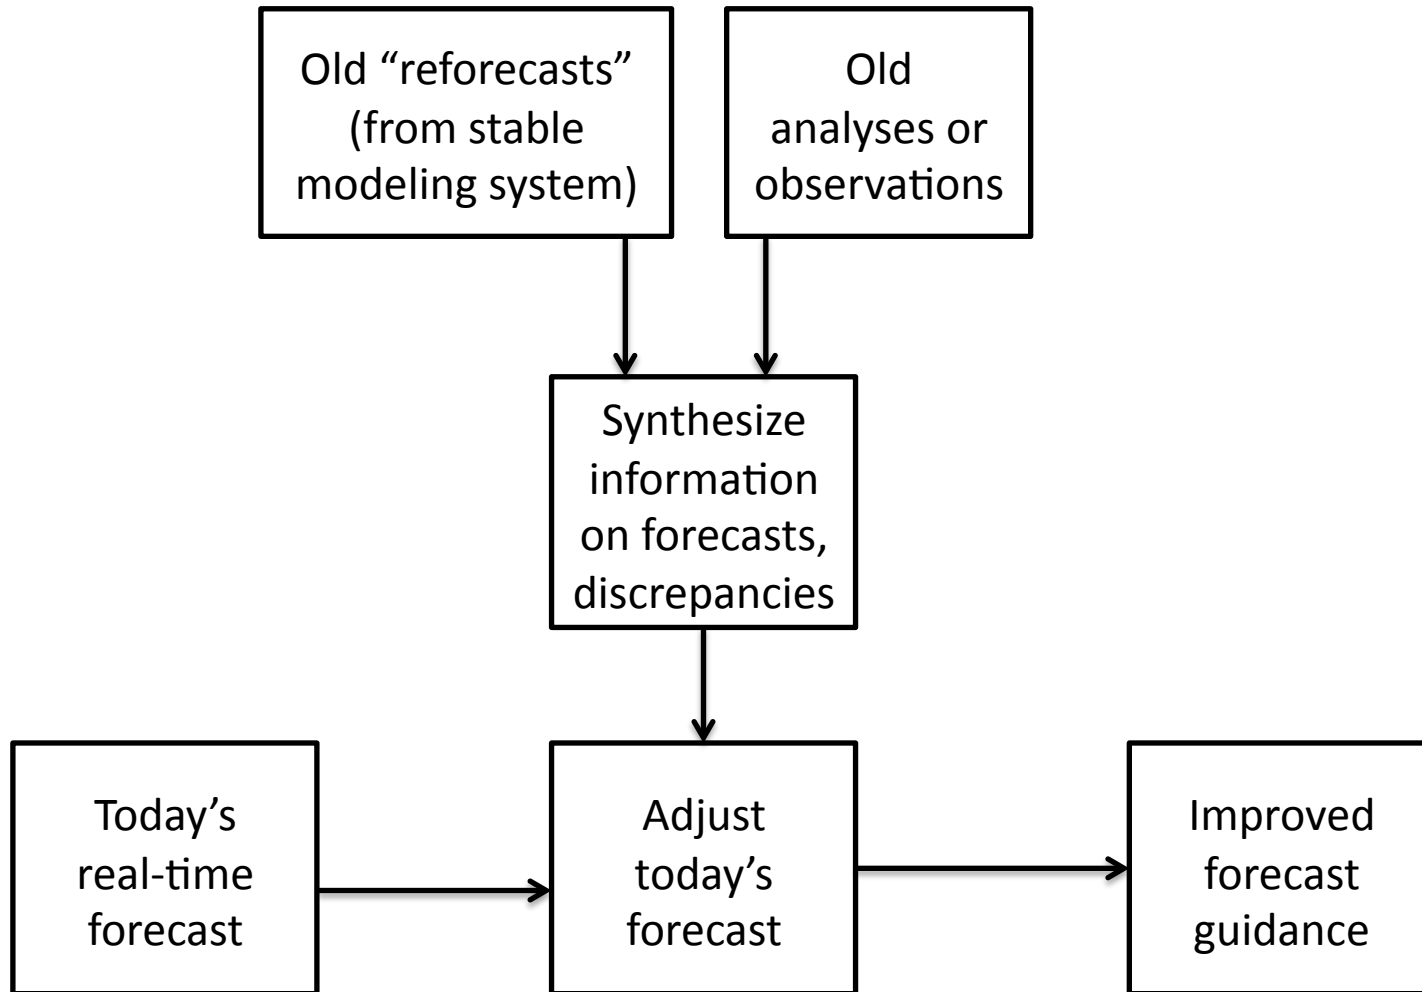 Old “reforecasts”
(from stable
modeling system)
Old
analyses or
observations
Synthesize
information
on forecasts,
discrepancies
Today’s
real-time
forecast
Adjust
today’s
forecast
Improved
forecast
guidance